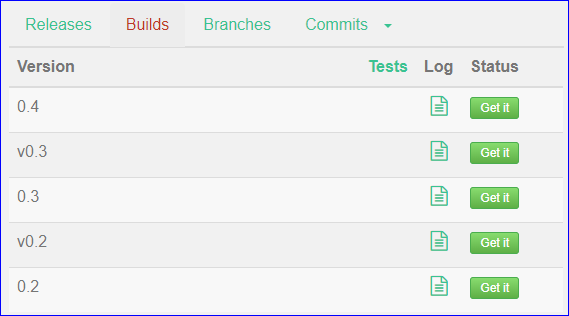 Releases Builds Branches Commits
Version Tests Log Status
0.4 Get it
v0.3 Get it
0.3 Get it
v0.2 Get it
0.2 Get it